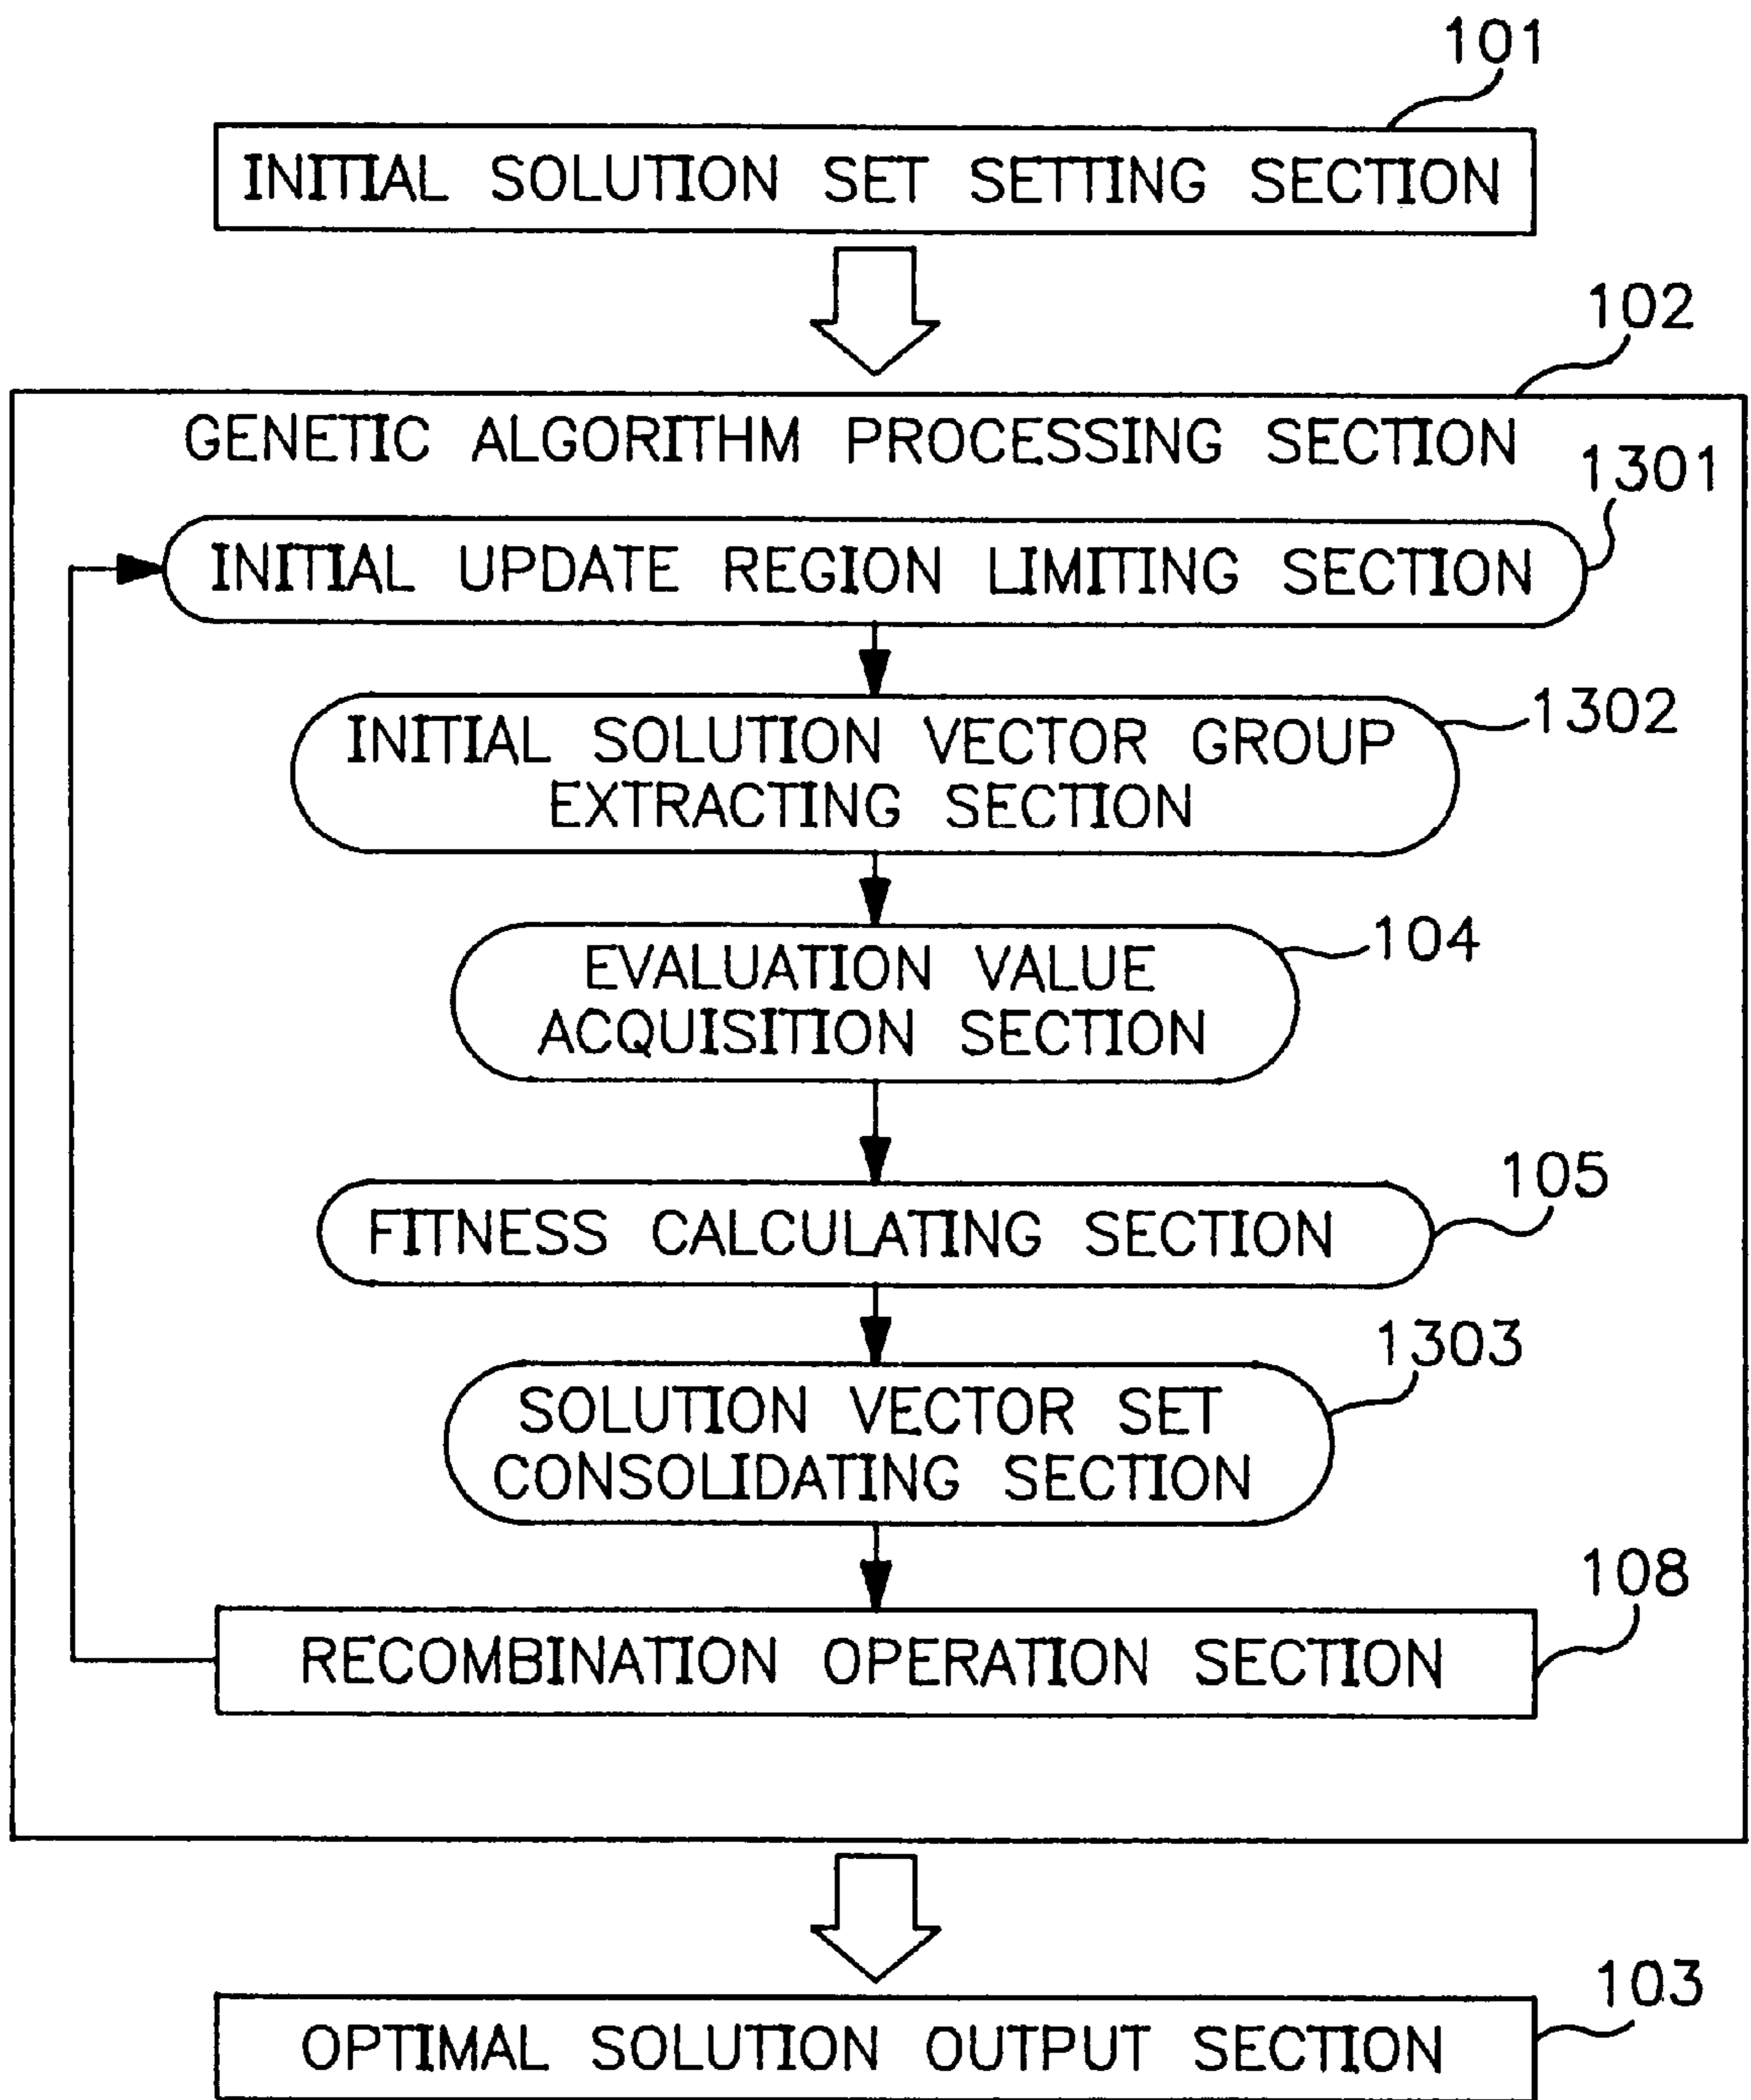 101
INITIAL SOLUTION SET SETTING SECTION
102
GENETIC ALGORITHM PROCESSING SECTION
1301
INITIAL UPDATE REGION LIMITING SECTION
1302
INITIAL SOLUTION VECTOR GROUP
EXTRACTING SECTION
104
EVALUATION VALUE
ACQUISITION SECTION
105
FITNESS CALCULATING SECTION
1303
SOLUTION VECTOR SET
CONSOLIDATING SECTION
108
RECOMBINATION OPERATION SECTION
103
OPTIMAL SOLUTION OUTPUT SECTION